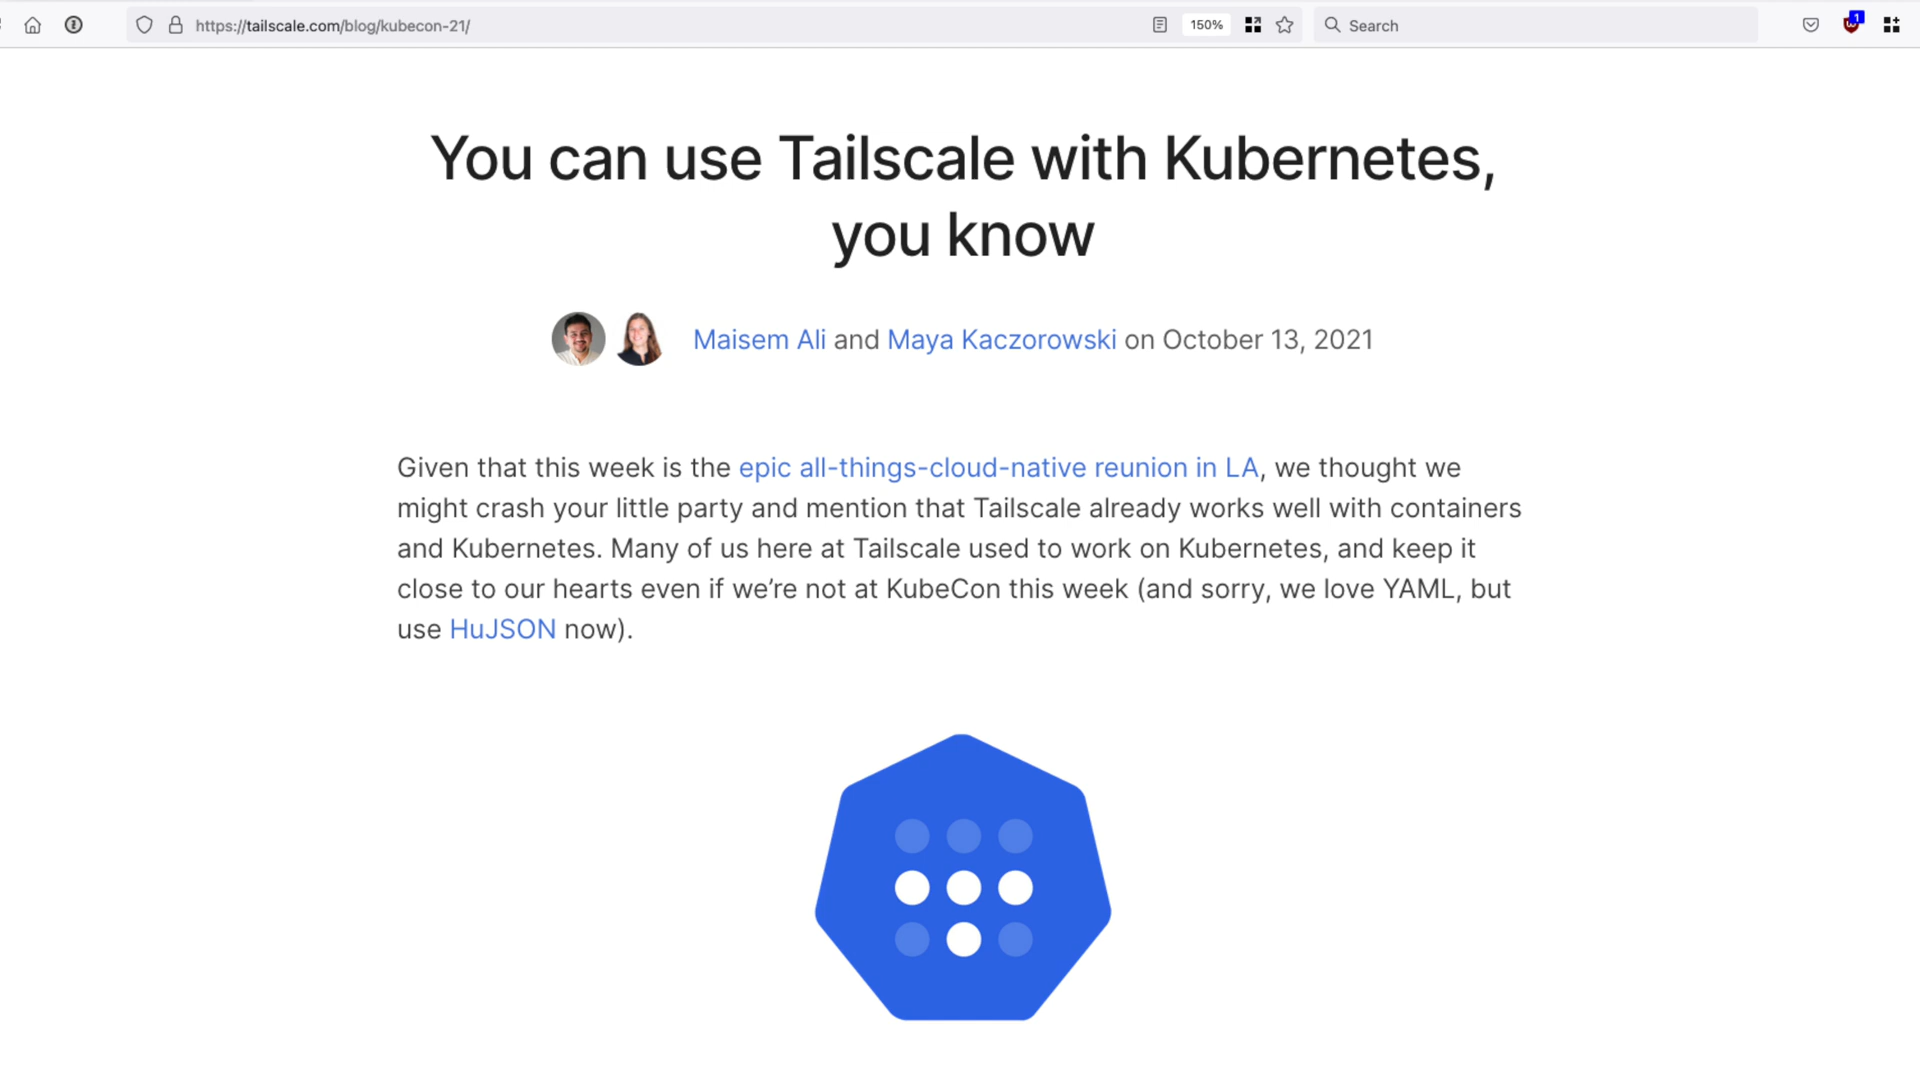 https://tailscale.com/blog/kubecon-21/
150%
Search
1
You can use Tailscale with Kubernetes,
you know
Maisem Ali and Maya Kaczorowski on October 13, 2021
Given that this week is the epic all-things-cloud-native reunion in LA, we thought we
might crash your little party and mention that Tailscale already works well with containers
and Kubernetes. Many of us here at Tailscale used to work on Kubernetes, and keep it
close to our hearts even if we’re not at KubeCon this week (and sorry, we love YAML, but
use HuJSON now).